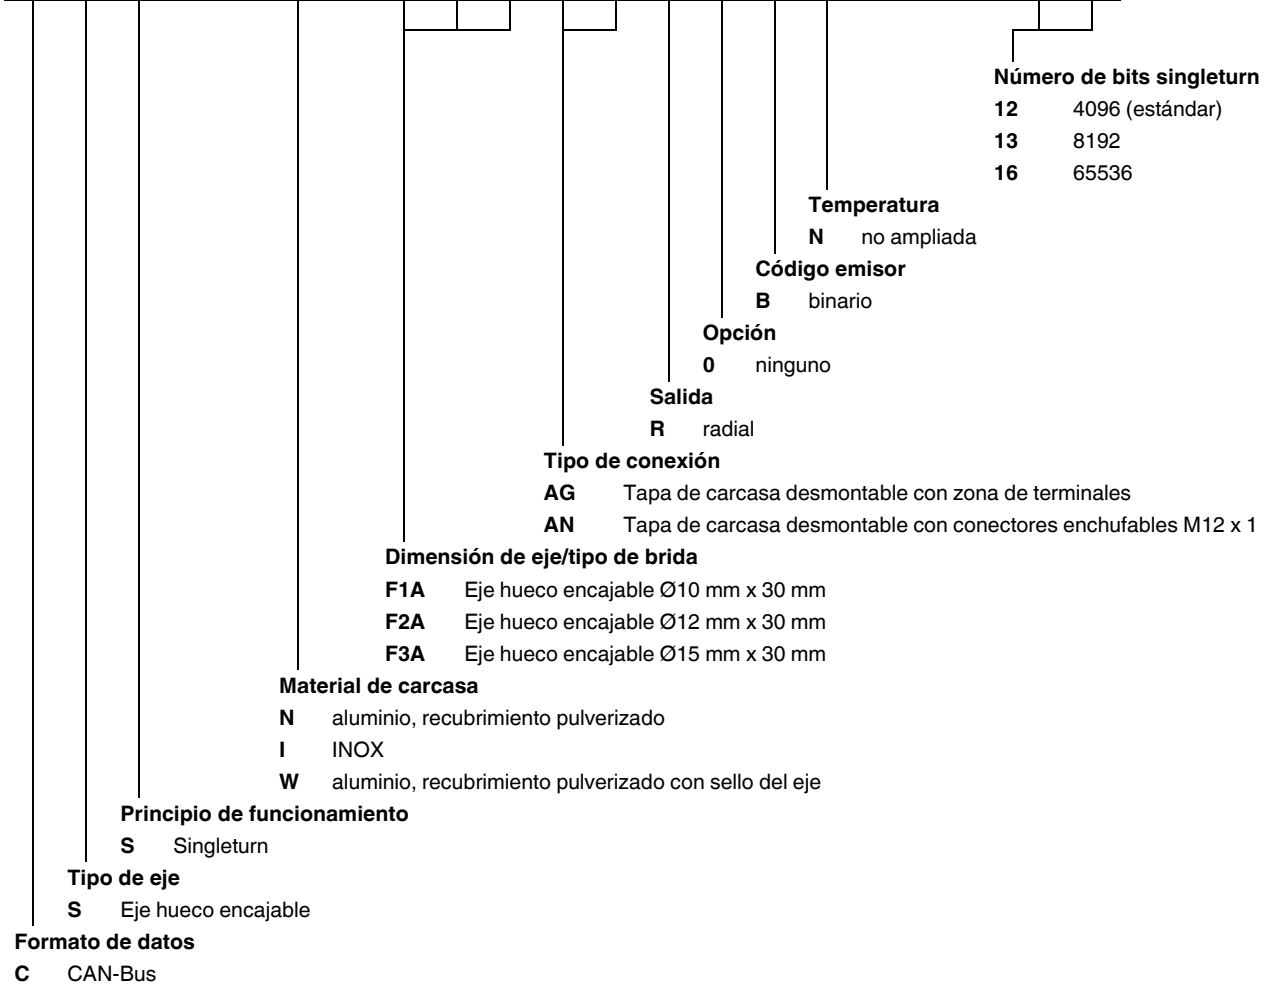 Número de bits singleturn
12 4096 (estándar)
13 8192
16 65536
Temperatura
N no ampliada
Código emisor
B binario
Opción
0 ninguno
Salida
R radial
Tipo de conexión
AG Tapa de carcasa desmontable con zona de terminales
AN Tapa de carcasa desmontable con conectores enchufables M12 x 1
Dimensión de eje/tipo de brida
F1A Eje hueco encajable Ø10 mm x 30 mm
F2A Eje hueco encajable Ø12 mm x 30 mm
F3A Eje hueco encajable Ø15 mm x 30 mm
Material de carcasa
N aluminio, recubrimiento pulverizado
I INOX
W aluminio, recubrimiento pulverizado con sello del eje
Principio de funcionamiento
S Singleturn
Tipo de eje
S Eje hueco encajable
Formato de datos
C CAN-Bus